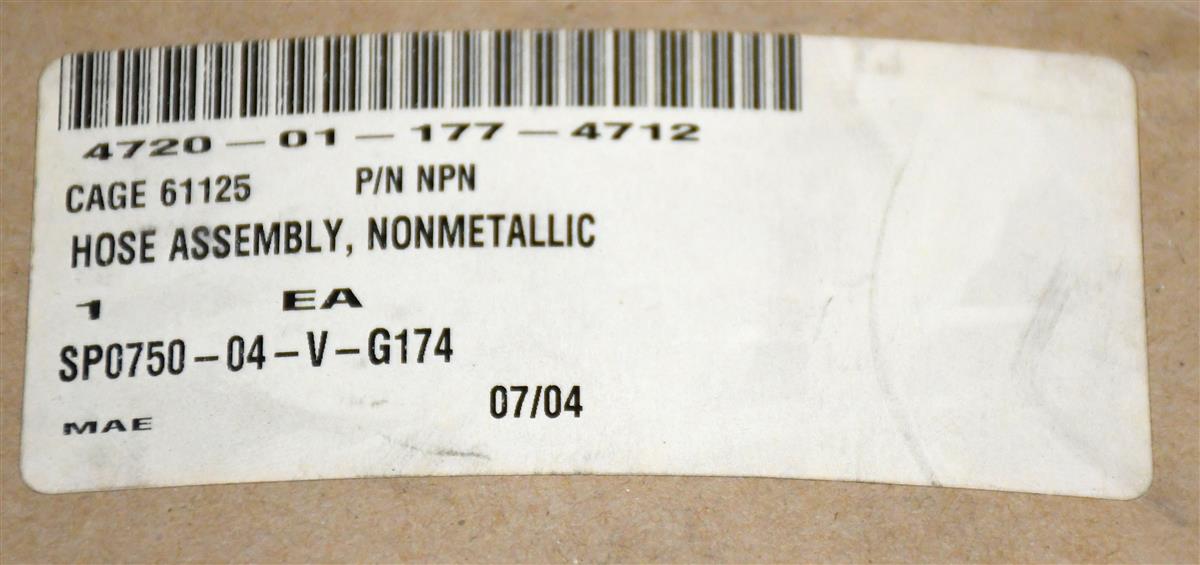 4720-01-177-4712
CAGE 61125 P/N NPN
HOSE ASSEMBLY, NONMETALLIC
1 EA
SP0750-04-V-G174
07/04
MAE